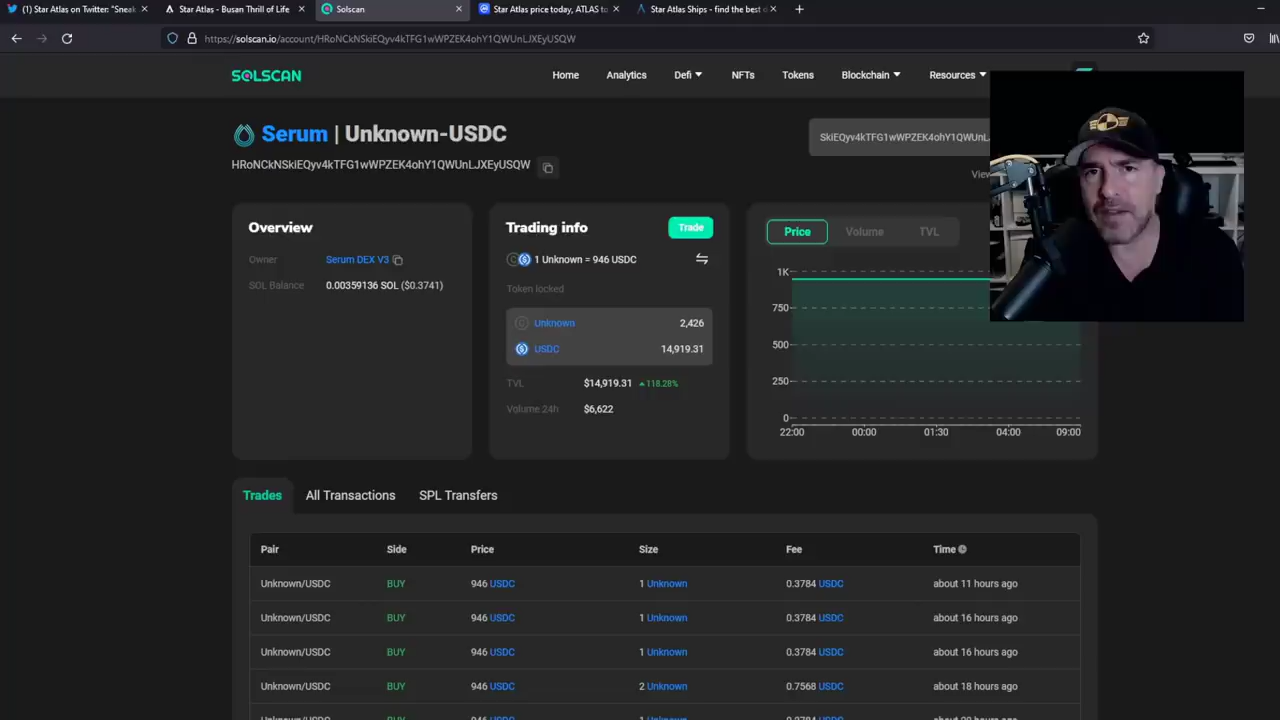 (1) Star Atlas on Twitter: "Sneak
Star Atlas - Busan Thrill of Life
Solscan
Star Atlas price today, ATLAS to
Star Atlas Ships - find the best d
https://solscan.io/account/HRoNCkNSkiEQyv4kTFG1wWPZEK4ohY1QWUnLJXEyUSQW
SOLSCAN
Home
Analytics
Defi
NFTs
Tokens
Blockchain
Resources
Serum | Unknown-USDC
HRoNCkNSkiEQyv4kTFG1wWPZEK4ohY1QWUnLJXEyUSQW
SkiEQyv4kTFG1wWPZEK4ohY1QWUnL
View
Overview
Owner
Serum DEX V3
SOL Balance
0.00359136 SOL ($0.3741)
Trading info
Trade
1 Unknown = 946 USDC
Token locked
Unknown
2,426
USDC
14,919.31
TVL
$14,919.31
118.28%
Volume 24h
$6,622
Price
Volume
TVL
1K
750
500
250
0
22:00
00:00
01:30
04:00
09:00
Trades
All Transactions
SPL Transfers
Pair
Side
Price
Size
Fee
Time
Unknown/USDC
BUY
946 USDC
1 Unknown
0.3784 USDC
about 11 hours ago
Unknown/USDC
BUY
946 USDC
1 Unknown
0.3784 USDC
about 16 hours ago
Unknown/USDC
BUY
946 USDC
1 Unknown
0.3784 USDC
about 16 hours ago
Unknown/USDC
BUY
946 USDC
2 Unknown
0.7568 USDC
about 18 hours ago